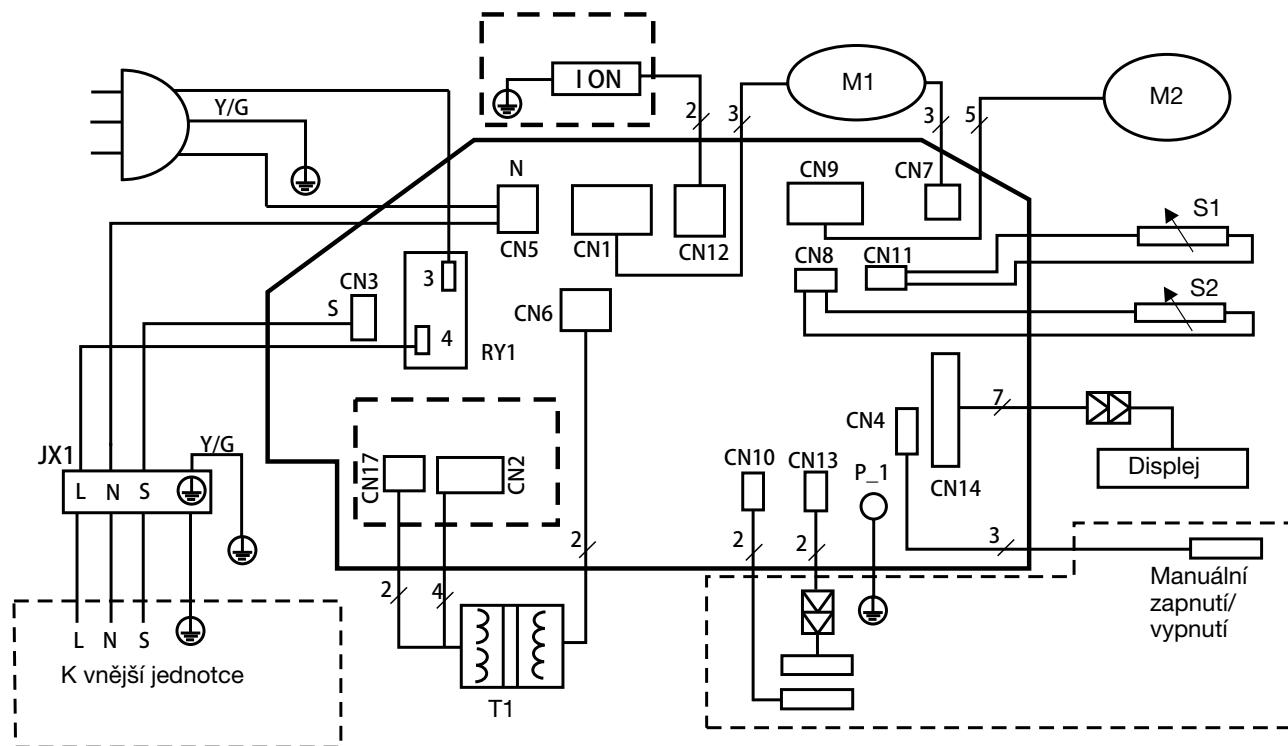 I ON
M1
M2
Y/G
2
3
3
5
N
CN5
CN1
CN12
CN9
CN7
S1
CN8
CN11
S2
CN3
S
3
4
RY1
CN6
JX1
Y/G
L N S
CN17
CN2
2
4
2
T1
CN10
CN13
P_1
2
2
CN4
CN14
7
Displej
3
Manuální
zapnutí/
vypnutí
L N S
K vnější jednotce